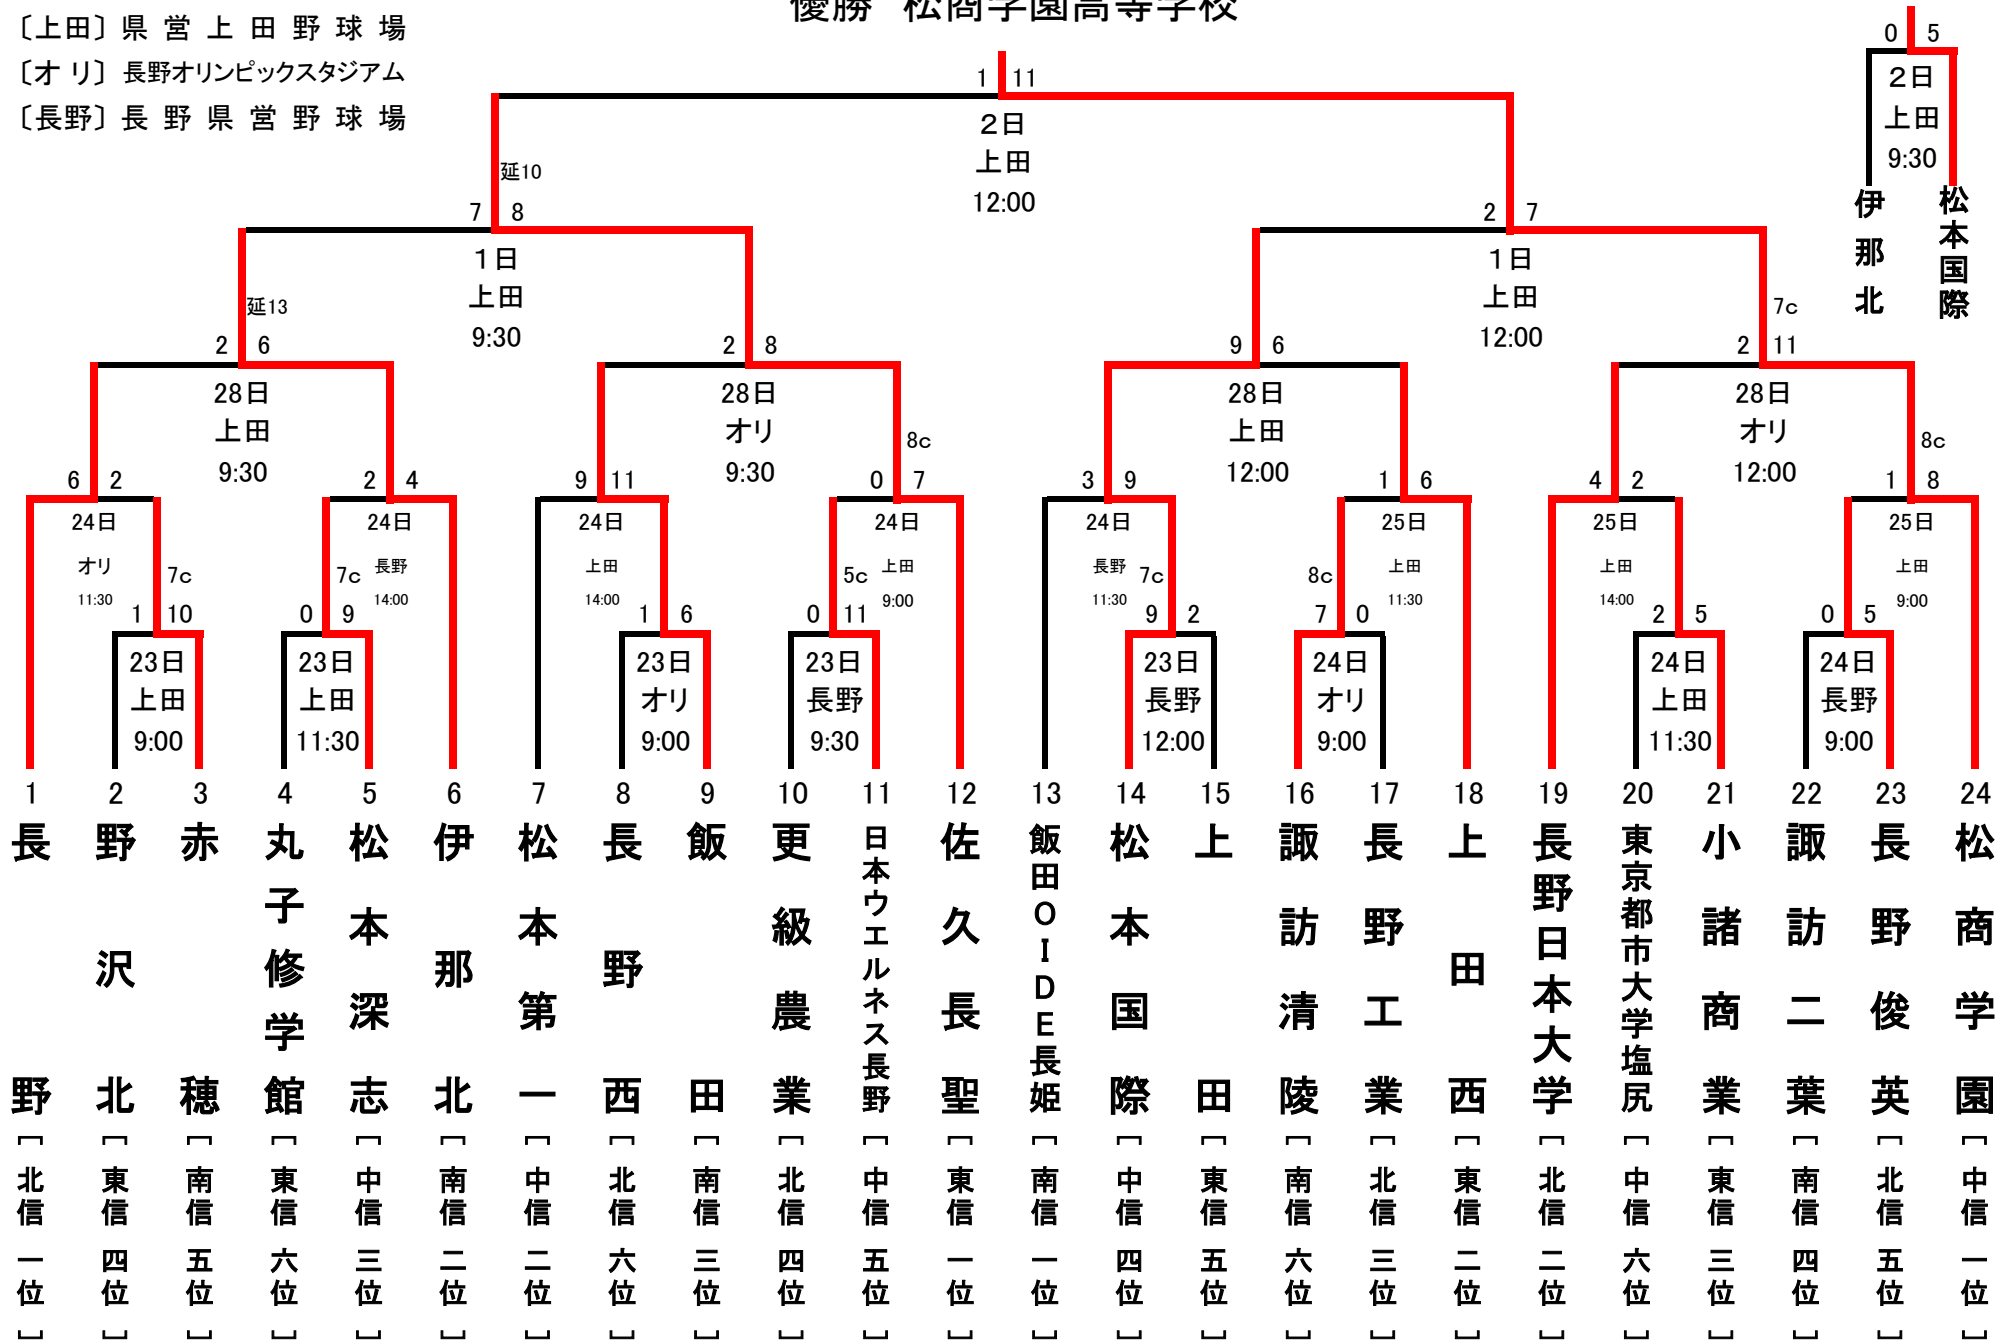 優勝　松商学園高等学校
〔上田〕県営上田野球場
〔オリ〕長野オリンピックスタジアム
〔長野〕長野県営野球場
0 5
2日
上田
9:30
伊那北
松本国際
1 11
2日
上田
12:00
延10
7 8
1日
上田
9:30
2 7
1日
上田
12:00
延13
2 6
28日
上田
9:30
2 8
28日
オリ
9:30
9 6
28日
上田
12:00
7c
2 11
28日
オリ
12:00
6 2
24日
オリ
11:30
2 4
24日
長野
14:00
9 11
24日
上田
14:00
8c
0 7
24日
上田
9:00
3 9
24日
長野
11:30
1 6
25日
上田
11:30
4 2
25日
上田
14:00
8c
1 8
25日
上田
9:00
7c
1 10
23日
上田
9:00
7c
0 9
23日
上田
11:30
1 6
23日
オリ
9:00
5c
0 11
23日
長野
9:30
7c
9 2
23日
長野
12:00
8c
7 0
24日
オリ
9:00
2 5
24日
上田
11:30
0 5
24日
長野
9:00
1 長野 [北信一位]
2 野沢北 [東信四位]
3 赤穂 [南信五位]
4 丸子修学館 [東信六位]
5 松本深志 [中信三位]
6 伊那北 [南信二位]
7 松本第一 [中信二位]
8 長野西 [北信六位]
9 飯田 [南信三位]
10 更級農業 [北信四位]
11 日本ウエルネス長野 [中信五位]
12 佐久長聖 [東信一位]
13 飯田OIDE長姫 [南信一位]
14 松本国際 [中信四位]
15 上田 [東信五位]
16 諏訪清陵 [南信六位]
17 長野工業 [北信三位]
18 上田西 [東信二位]
19 長野日本大学 [北信二位]
20 東京都市大学塩尻 [中信六位]
21 小諸商業 [東信三位]
22 諏訪二葉 [南信四位]
23 長野俊英 [北信五位]
24 松商学園 [中信一位]